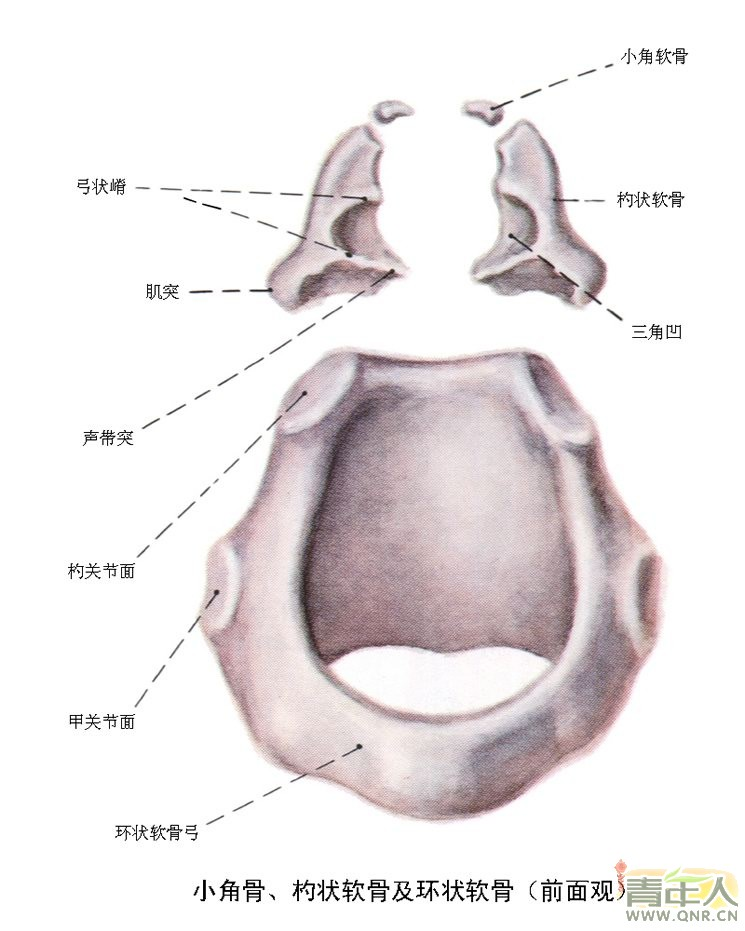 小角软骨
弓状嵴
杓状软骨
肌突
三角凹
声带突
杓关节面
甲关节面
环状软骨弓
小角骨、杓状软骨及环状软骨（前面观）
青年人
WWW.QNR.CN